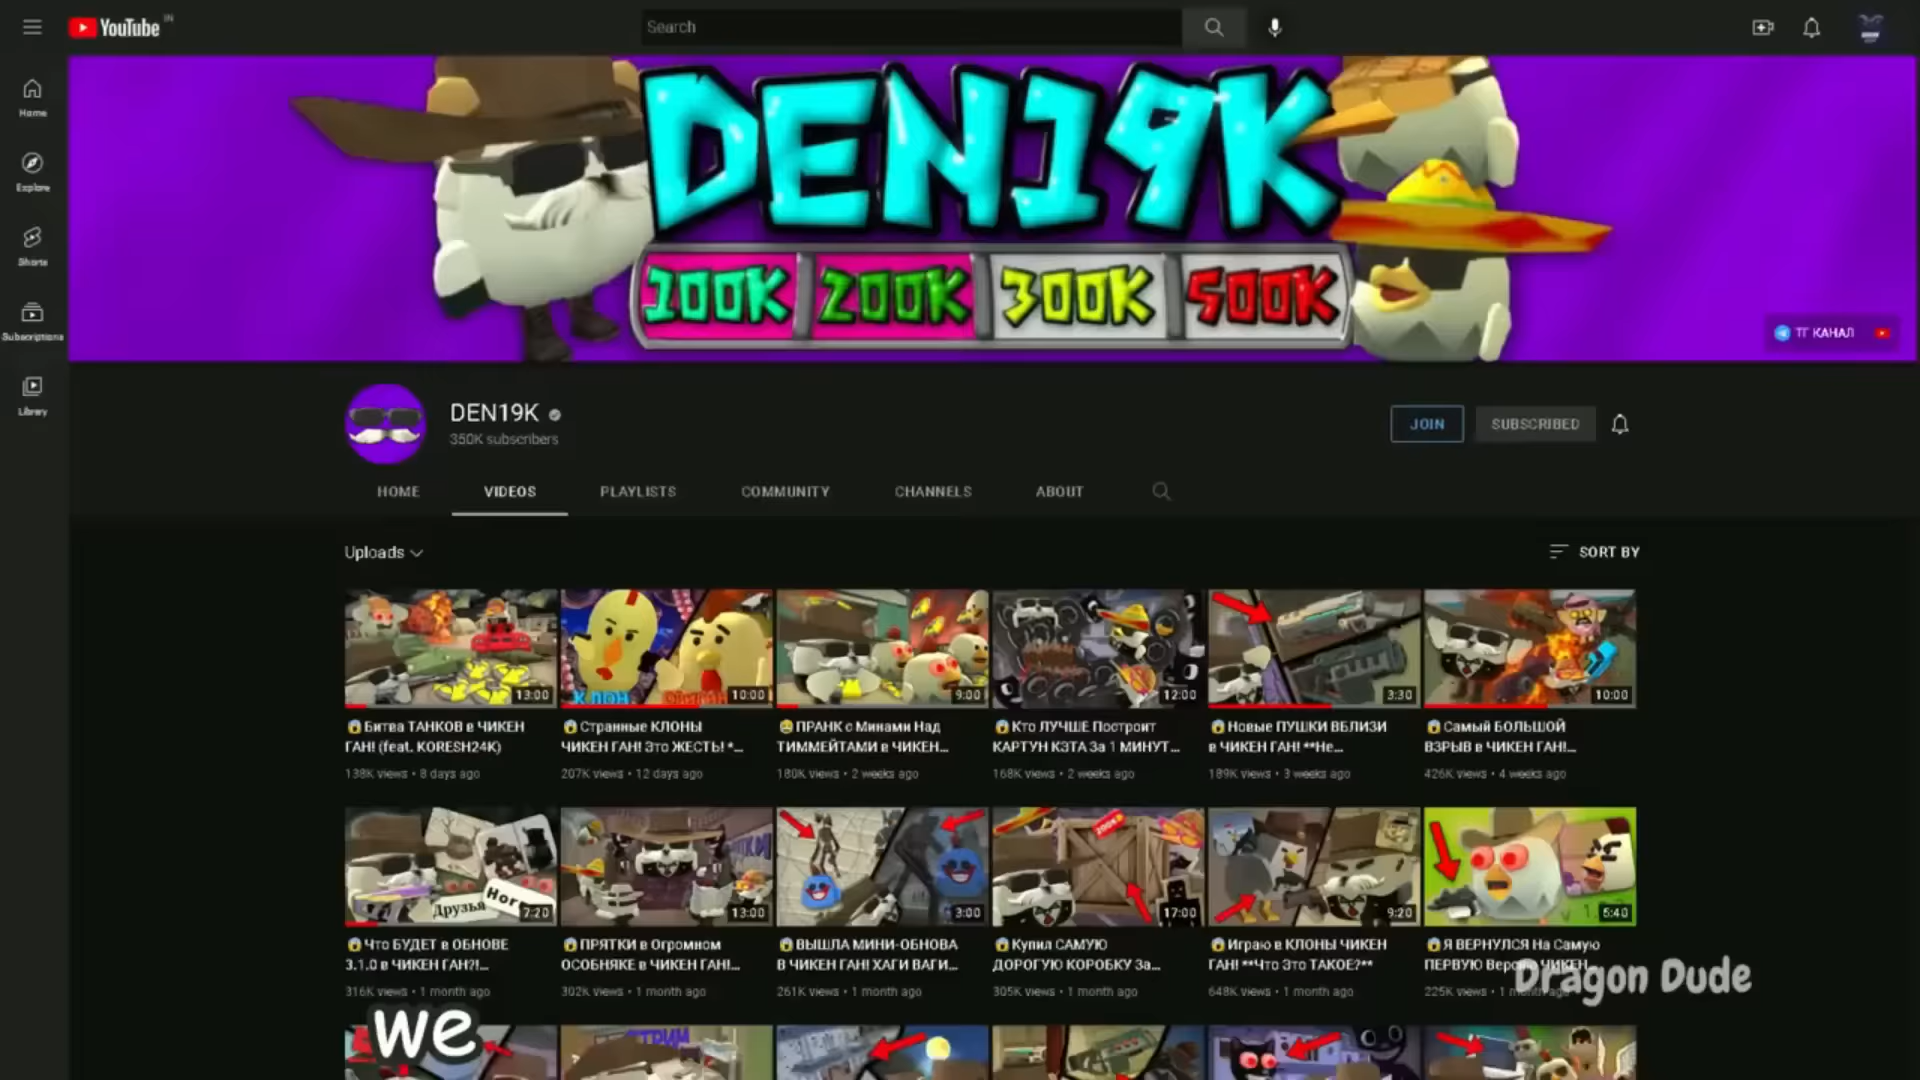 YouTube IN
Search
Home
Explore
Shorts
Subscriptions
Library
DEN19K
100K 200K 300K 500K
ТГ КАНАЛ
DEN19K
350K subscribers
JOIN
SUBSCRIBED
HOME VIDEOS PLAYLISTS COMMUNITY CHANNELS ABOUT
Uploads
SORT BY
КЛОН
13:00 10:00 9:00 12:00 3:30 10:00
😱Битва ТАНКОВ в ЧИКЕН
ГАН! (feat. KORESH24K)
138K views • 8 days ago
😱Странные КЛОНЫ
ЧИКЕН ГАН! Это ЖЕСТЬ! *...
207K views • 12 days ago
😂ПРАНК с Минами Над
ТИММЕЙТАМИ в ЧИКЕН...
180K views • 2 weeks ago
😱Кто ЛУЧШЕ Построит
КАРТУН КЭТА За 1 МИНУТ...
168K views • 2 weeks ago
😱Новые ПУШКИ ВБЛИЗИ
в ЧИКЕН ГАН! **Не...
189K views • 3 weeks ago
😱Самый БОЛЬШОЙ
ВЗРЫВ в ЧИКЕН ГАН!...
426K views • 4 weeks ago
Друзья
200K
7:20 13:00 3:00 17:00 9:20 5:40
😱Что БУДЕТ в ОБНОВЕ
3.1.0 в ЧИКЕН ГАН?!...
316K views • 1 month ago
😱ПРЯТКИ в Огромном
ОСОБНЯКЕ в ЧИКЕН ГАН!...
302K views • 1 month ago
😱ВЫШЛА МИНИ-ОБНОВА
В ЧИКЕН ГАН! ХАГИ ВАГИ...
261K views • 1 month ago
😱Купил САМУЮ
ДОРОГУЮ КОРОБКУ За...
305K views • 1 month ago
😱Играю в КЛОНЫ ЧИКЕН
ГАН! **Что Это ТАКОЕ?**
648K views • 1 month ago
😱Я ВЕРНУЛСЯ На Самую
ПЕРВУЮ Версию ЧИКЕН...
225K views • 1 month ago
Dragon Dude
we